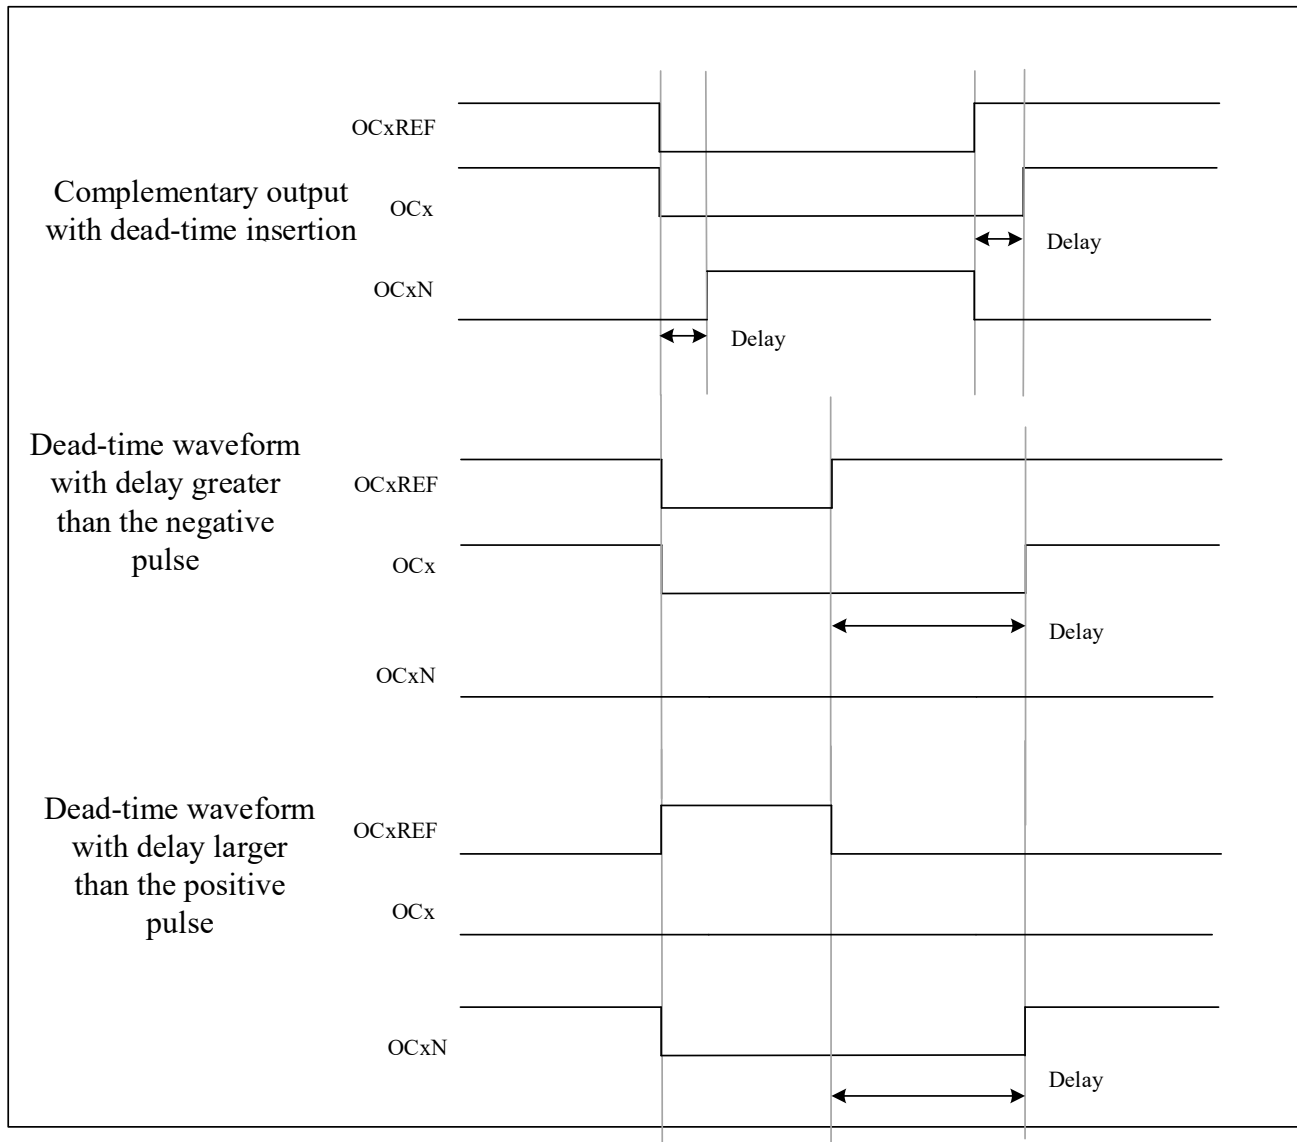 OCxREF
Complementary output
with dead-time insertion
OCx
Delay
OCxN
Delay
Dead-time waveform
with delay greater
than the negative
pulse
OCxREF
OCx
Delay
OCxN
Dead-time waveform
with delay larger
than the positive
pulse
OCxREF
OCx
OCxN
Delay